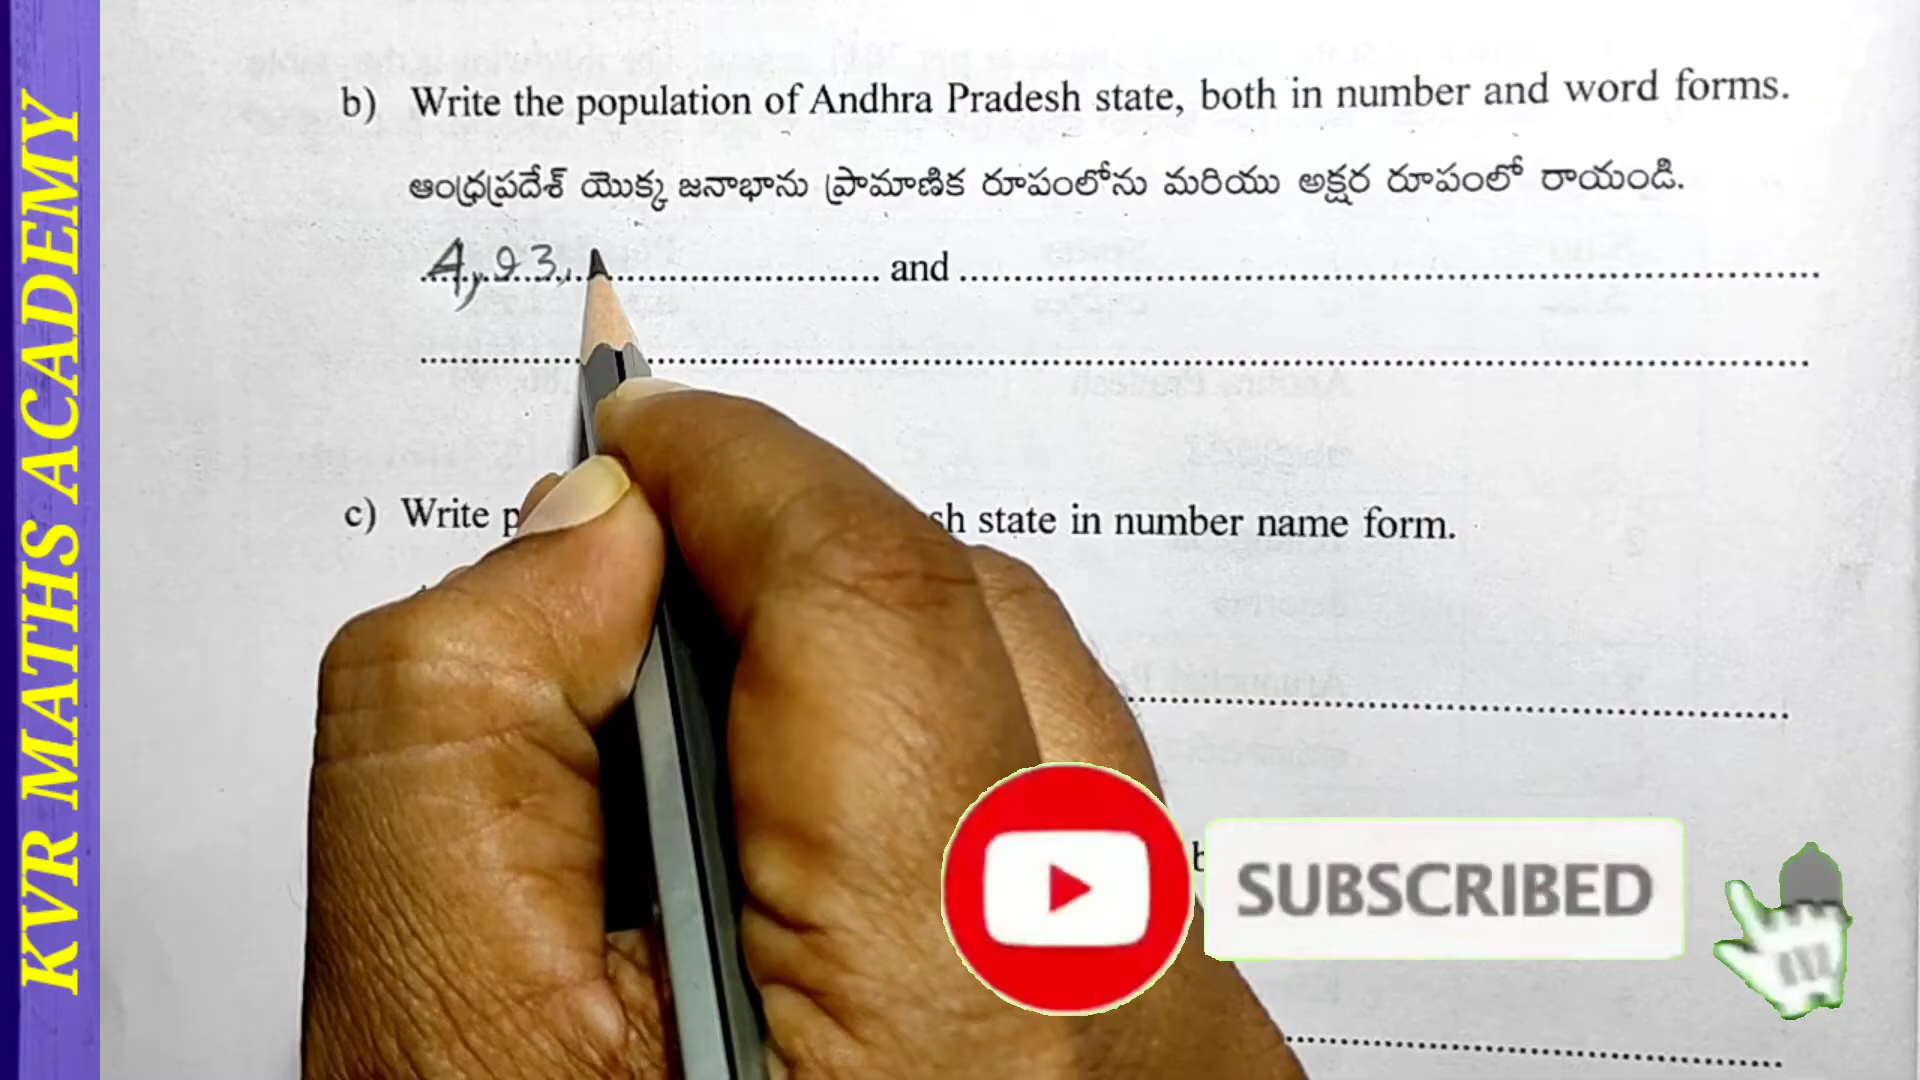 KVR MATHS ACADEMY
b) Write the population of Andhra Pradesh state, both in number and word forms.
ఆంధ్రప్రదేశ్ యొక్క జనాభాను ప్రామాణిక రూపంలోను మరియు అక్షర రూపంలో రాయండి.
4,93, and
c) Write p sh state in number name form.
b
SUBSCRIBED